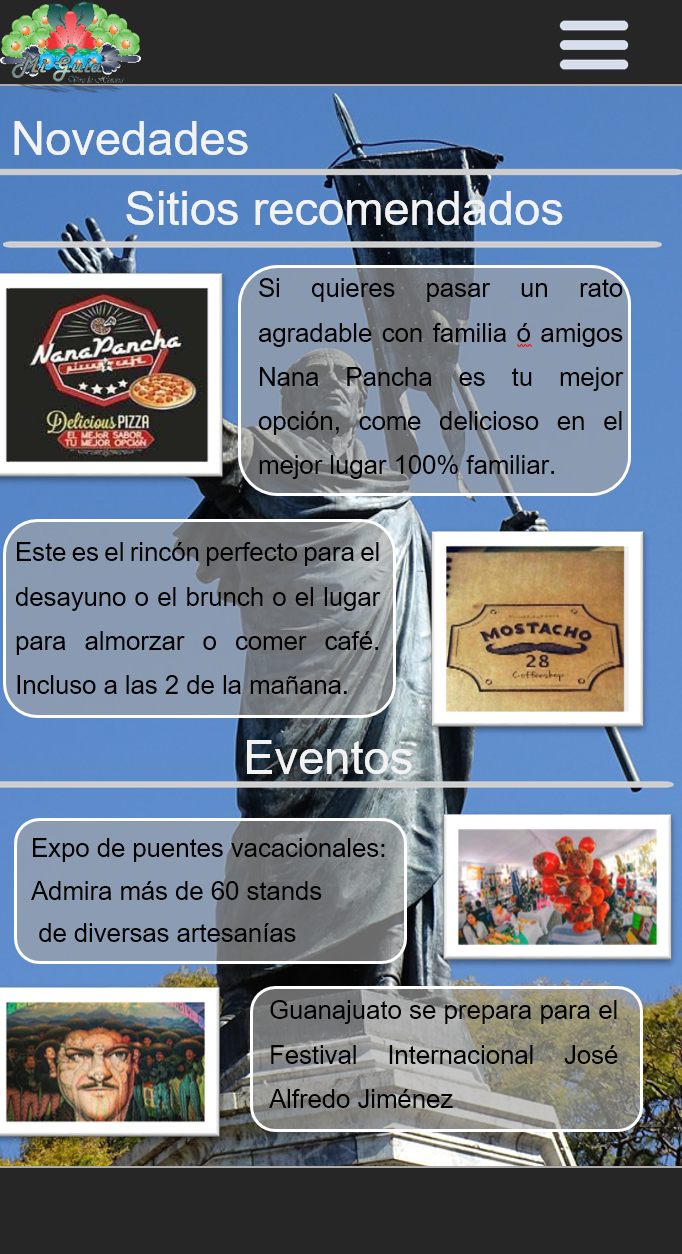 Mi Guía
Novedades
Sitios recomendados
NanaPancha
pizza café
Delicious PIZZA
EL MEJOR SABOR,
TU MEJOR OPCIÓN
Si quieres pasar un rato
agradable con familia ó amigos
Nana Pancha es tu mejor
opción, come delicioso en el
mejor lugar 100% familiar.
Este es el rincón perfecto para el
desayuno o el brunch o el lugar
para almorzar o comer café.
Incluso a las 2 de la mañana.
MOSTACHO
28
Coffeeshop
Eventos
Expo de puentes vacacionales:
Admira más de 60 stands
de diversas artesanías
Guanajuato se prepara para el
Festival Internacional José
Alfredo Jiménez